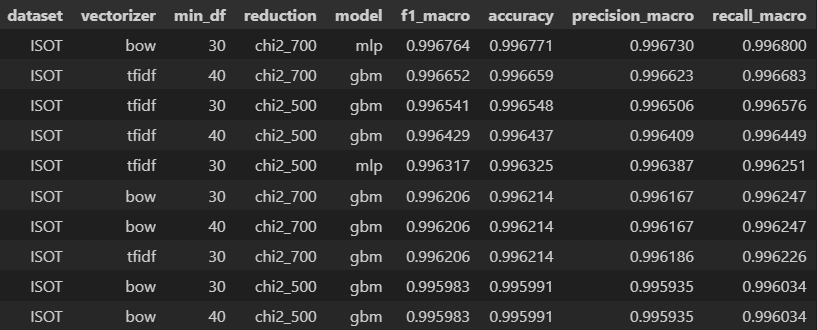 dataset vectorizer min_df reduction model f1_macro accuracy precision_macro recall_macro
ISOT bow 30 chi2_700 mlp 0.996764 0.996771 0.996730 0.996800
ISOT tfidf 40 chi2_700 gbm 0.996652 0.996659 0.996623 0.996683
ISOT tfidf 30 chi2_500 gbm 0.996541 0.996548 0.996506 0.996576
ISOT tfidf 40 chi2_500 gbm 0.996429 0.996437 0.996409 0.996449
ISOT tfidf 30 chi2_500 mlp 0.996317 0.996325 0.996387 0.996251
ISOT bow 30 chi2_700 gbm 0.996206 0.996214 0.996167 0.996247
ISOT bow 40 chi2_700 gbm 0.996206 0.996214 0.996167 0.996247
ISOT tfidf 30 chi2_700 gbm 0.996206 0.996214 0.996186 0.996226
ISOT bow 30 chi2_500 gbm 0.995983 0.995991 0.995935 0.996034
ISOT bow 40 chi2_500 gbm 0.995983 0.995991 0.995935 0.996034